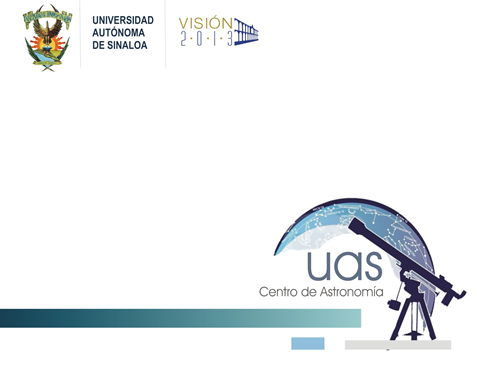 UNIVERSIDAD
AUTÓNOMA
DE SINALOA
VISIÓN
2·0·1·3
uas
Centro de Astronomía